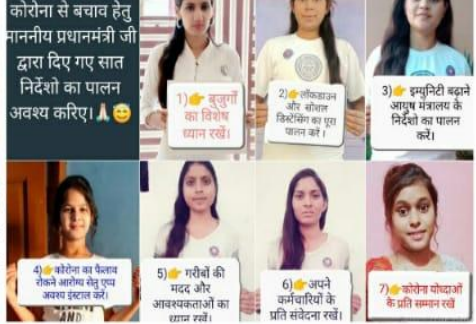 कोरोना से बचाव हेतु
माननीय प्रधानमंत्री जी
द्वारा दिए गए सात
निर्देशो का पालन
अवश्य करिए।🙏🏻😅
1)👉 बुजुर्गों
का विशेष
ध्यान रखें।
2)👉लॉकडाउन
और सोशल
डिस्टेंसिंग का पूरा
पालन करें !
3)👉 इम्युनिटी बढ़ाने
आयुष मंत्रालय के
निर्देशो का पालन
करें।
4)👉कोरोना का फैलाव
रोकने आरोग्य सेतु एप्प
अवश्य इंस्टाल करें।
5)👉 गरीबों की
मदद और
आवश्यकताओं का
ध्यान रखें।
6)👉अपने
कर्मचारियों के
प्रति संवेदना रखें।
7)👉कोरोना योध्दाओं
के प्रति सम्मान रखें